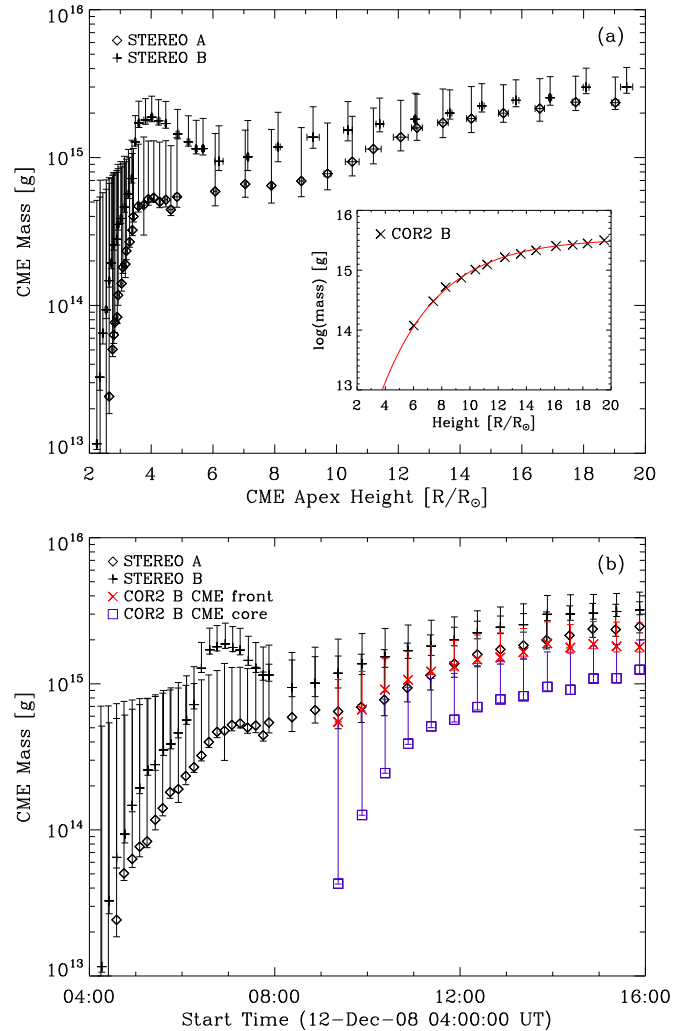 10^16
(a)
STEREO A
STEREO B
10^15
CME Mass [g]
10^14
10^13
16
COR2 B
15
log(mass) [g]
14
13
2 4 6 8 10 12 14 16 18 20
Height [R/R☉]
2 4 6 8 10 12 14 16 18 20
CME Apex Height [R/R☉]
10^16
(b)
STEREO A
STEREO B
COR2 B CME front
COR2 B CME core
10^15
CME Mass [g]
10^14
10^13
04:00 08:00 12:00 16:00
Start Time (12-Dec-08 04:00:00 UT)